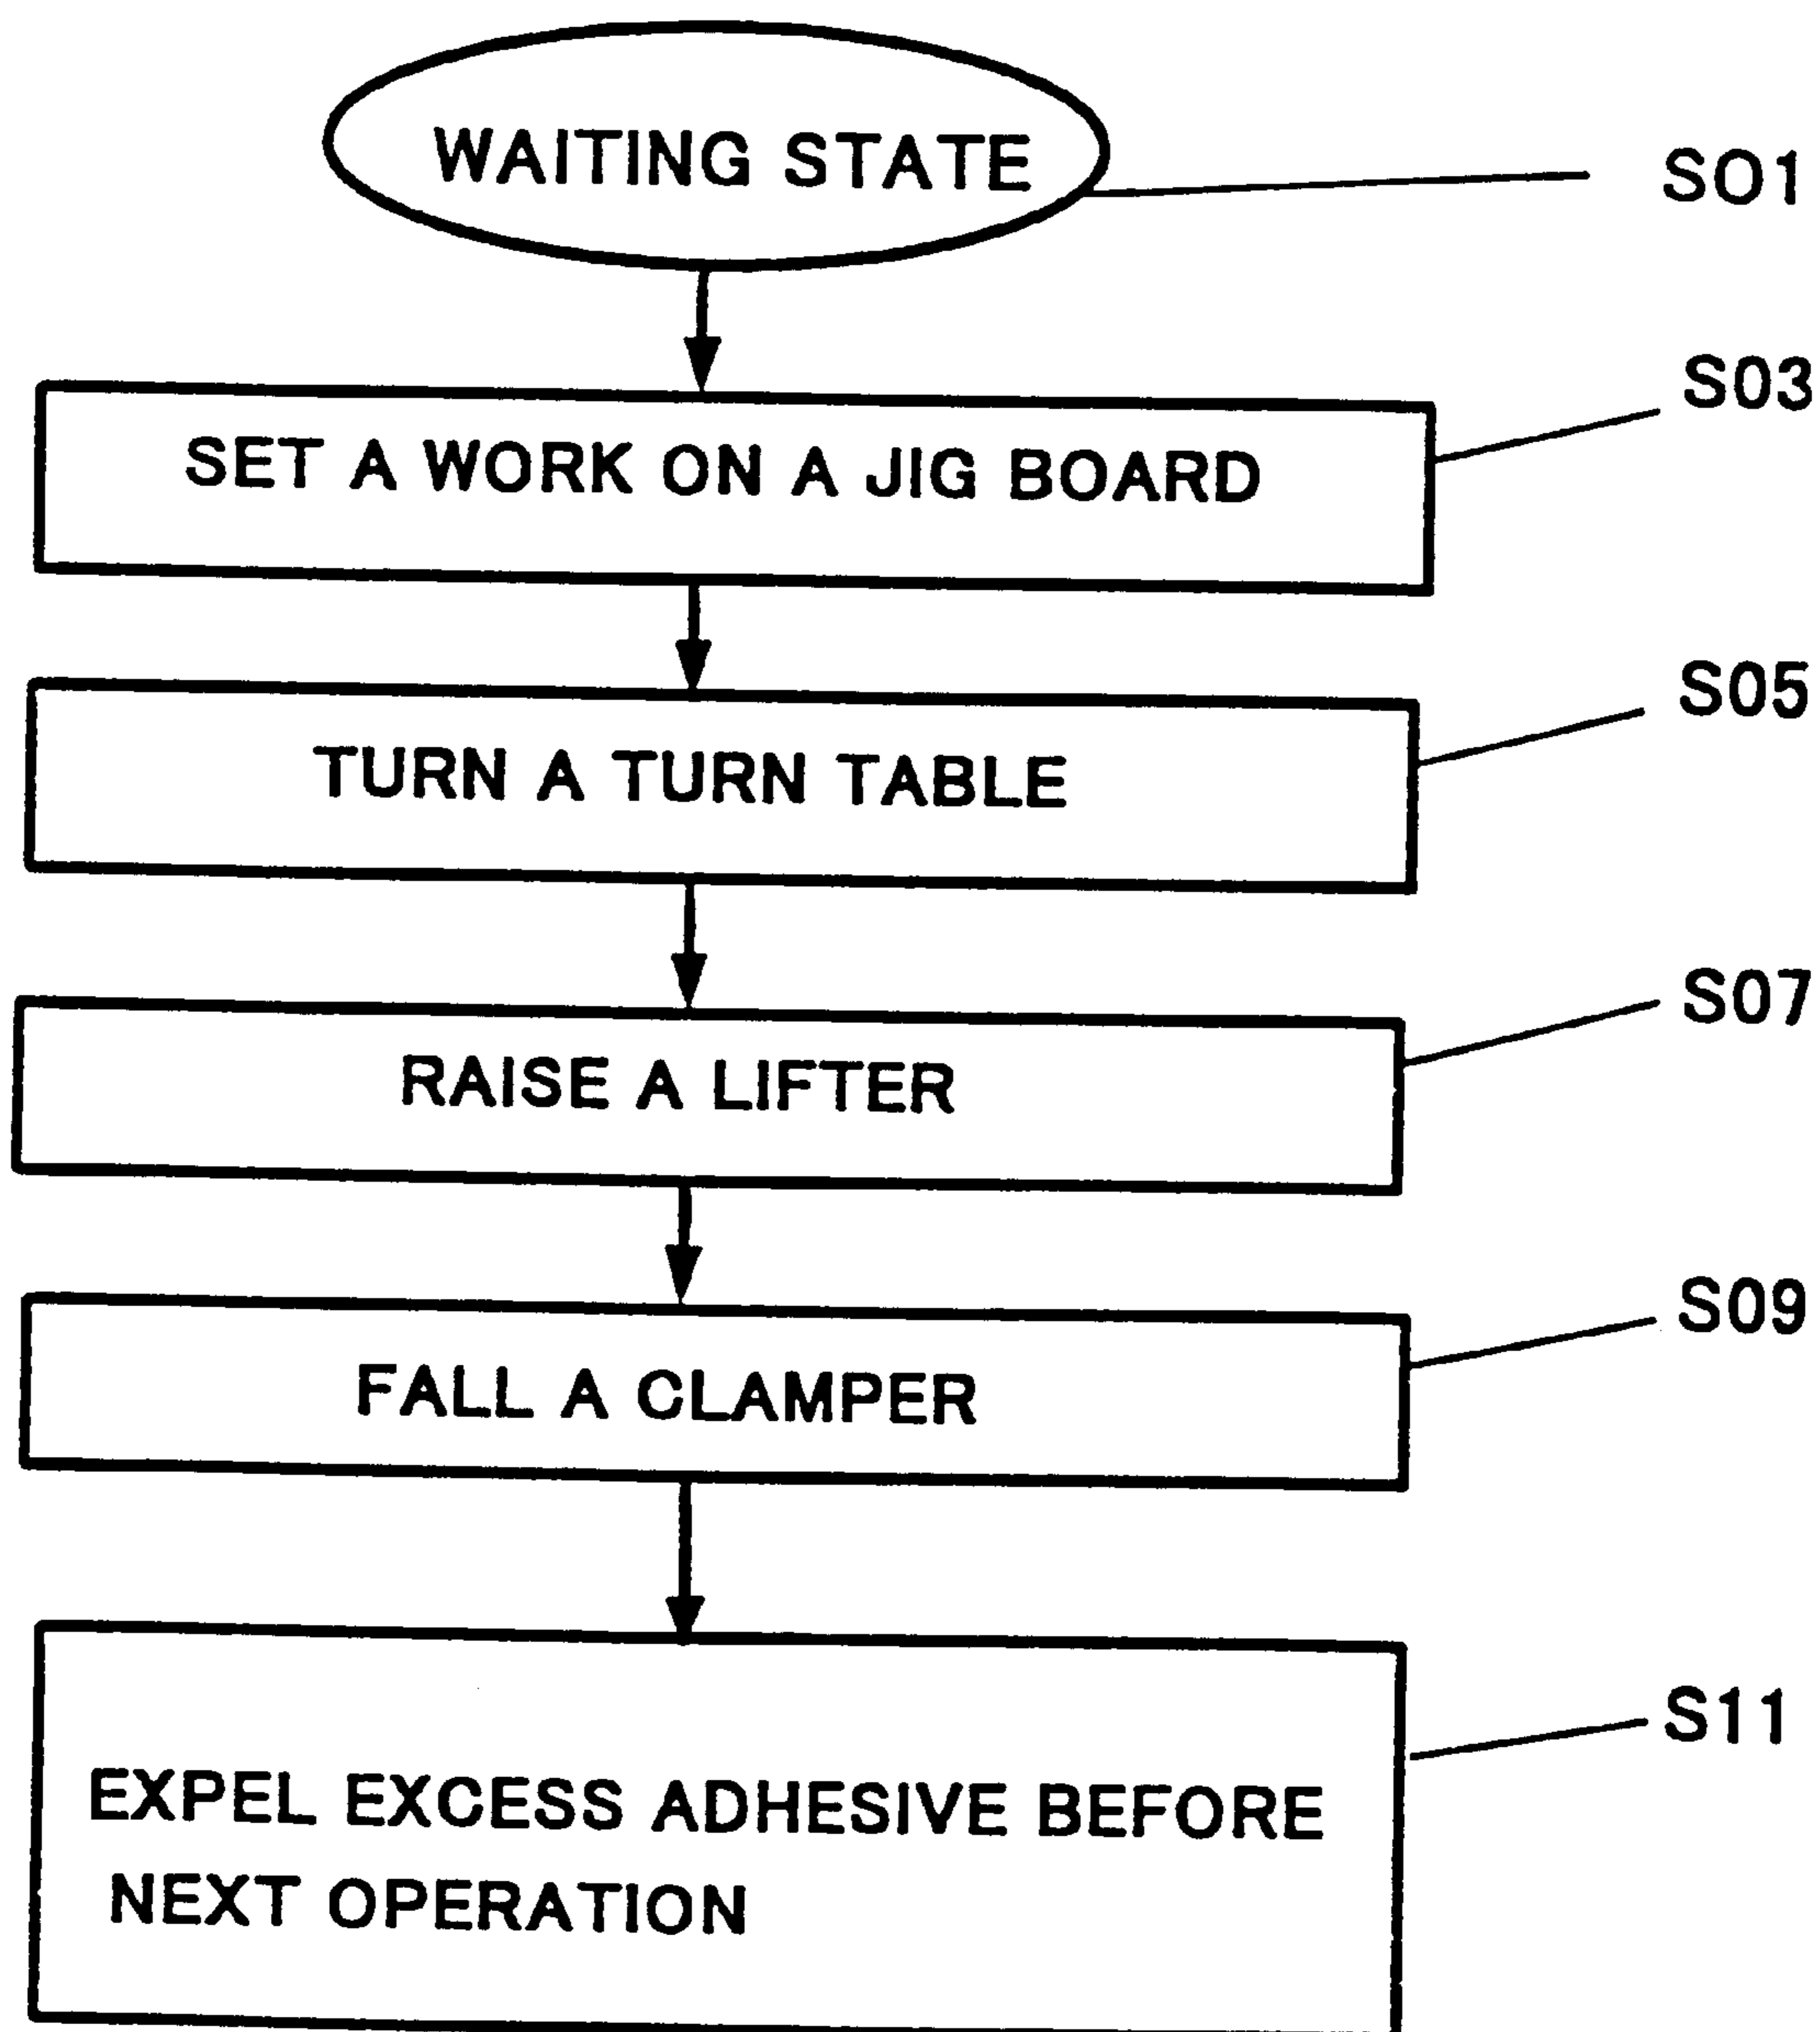 WAITING STATE
S01
S03
SET A WORK ON A JIG BOARD
S05
TURN A TURN TABLE
S07
RAISE A LIFTER
S09
FALL A CLAMPER
S11
EXPEL EXCESS ADHESIVE BEFORE
NEXT OPERATION